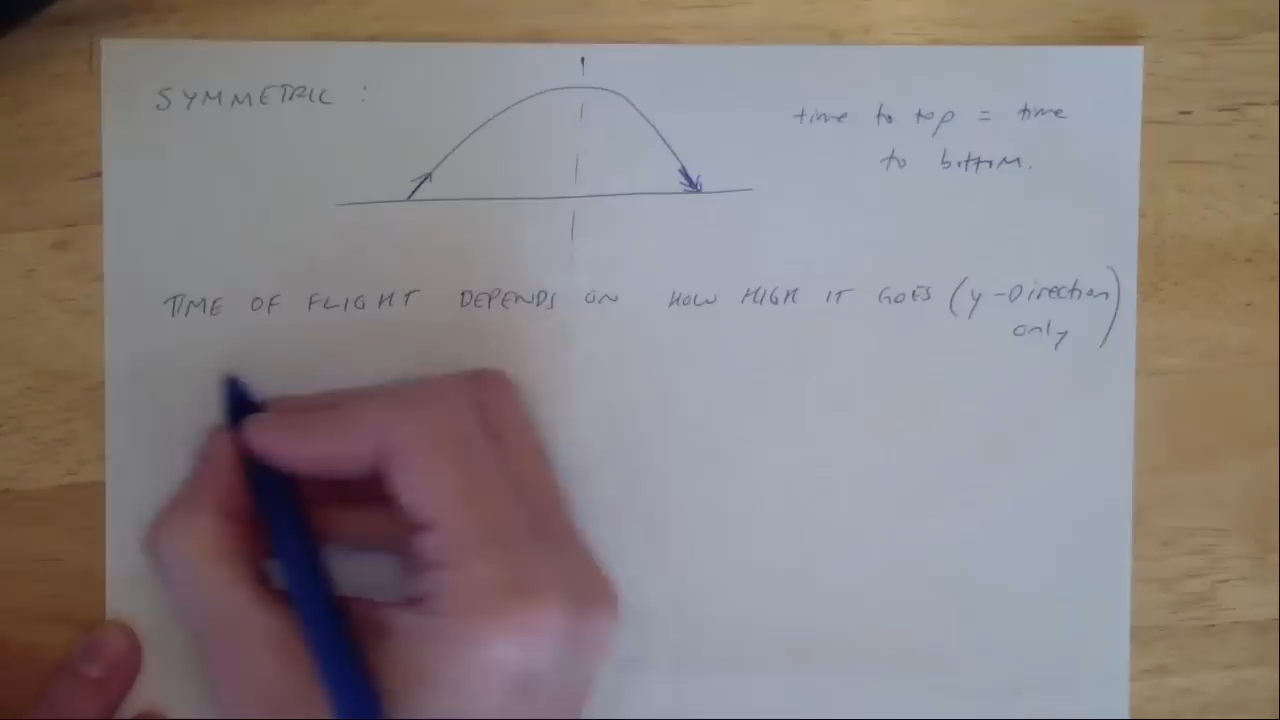 SYMMETRIC :
time to top = time
to bottom.
TIME OF FLIGHT DEPENDS ON HOW HIGH IT GOES (y-Direction
only)